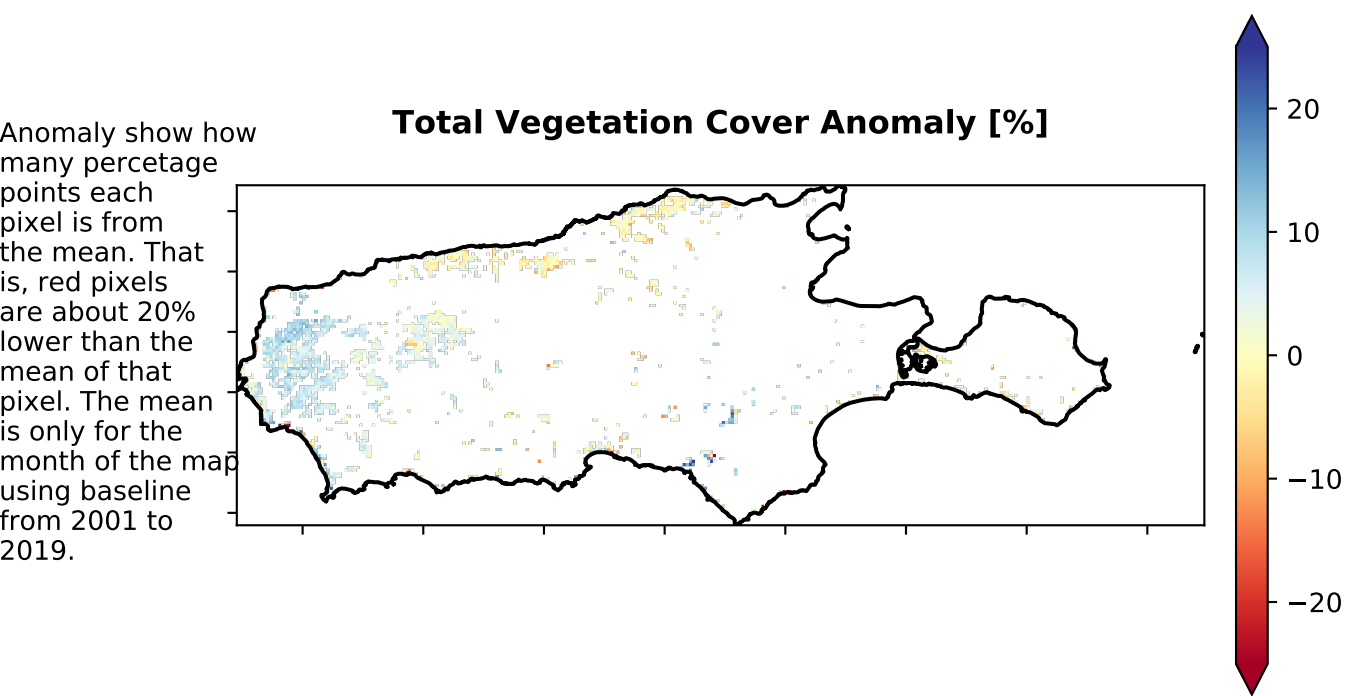 Total Vegetation Cover Anomaly [%]
Anomaly show how
many percetage
points each
pixel is from
the mean. That
is, red pixels
are about 20%
lower than the
mean of that
pixel. The mean
is only for the
month of the map
using baseline
from 2001 to
2019.
20
10
0
−10
−20